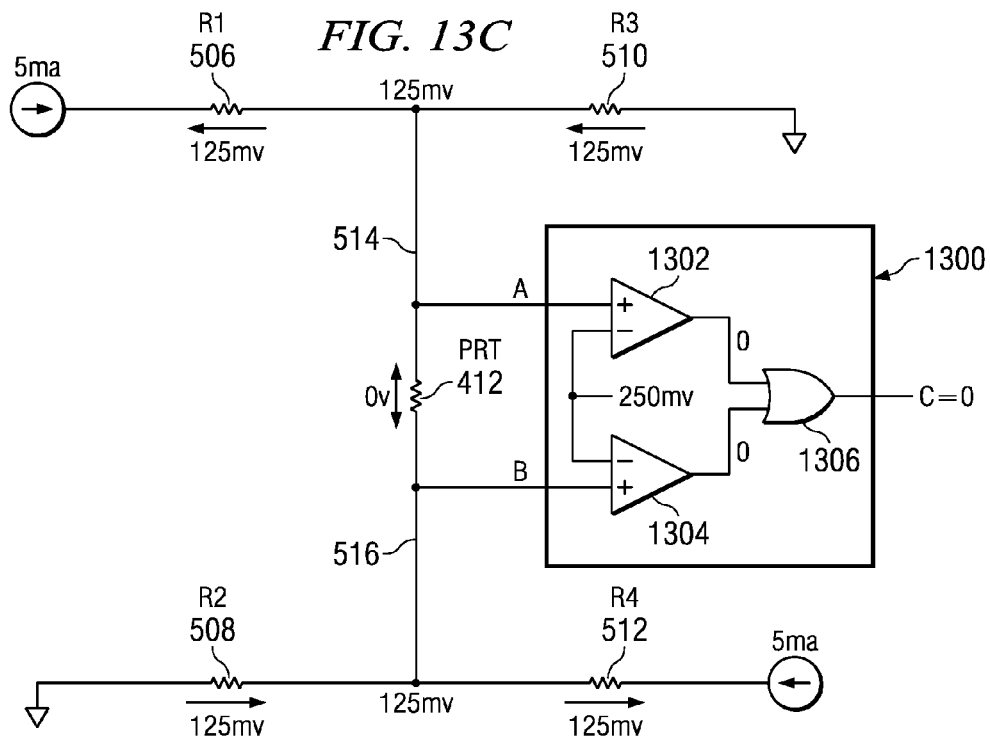 FIG. 13C
R1
506
R3
510
5ma
125mv
125mv
125mv
514
1300
1302
A
+
−
0
PRT
412
0v
250mv
C=0
1306
0
−
+
B
1304
516
R2
508
R4
512
5ma
125mv
125mv
125mv